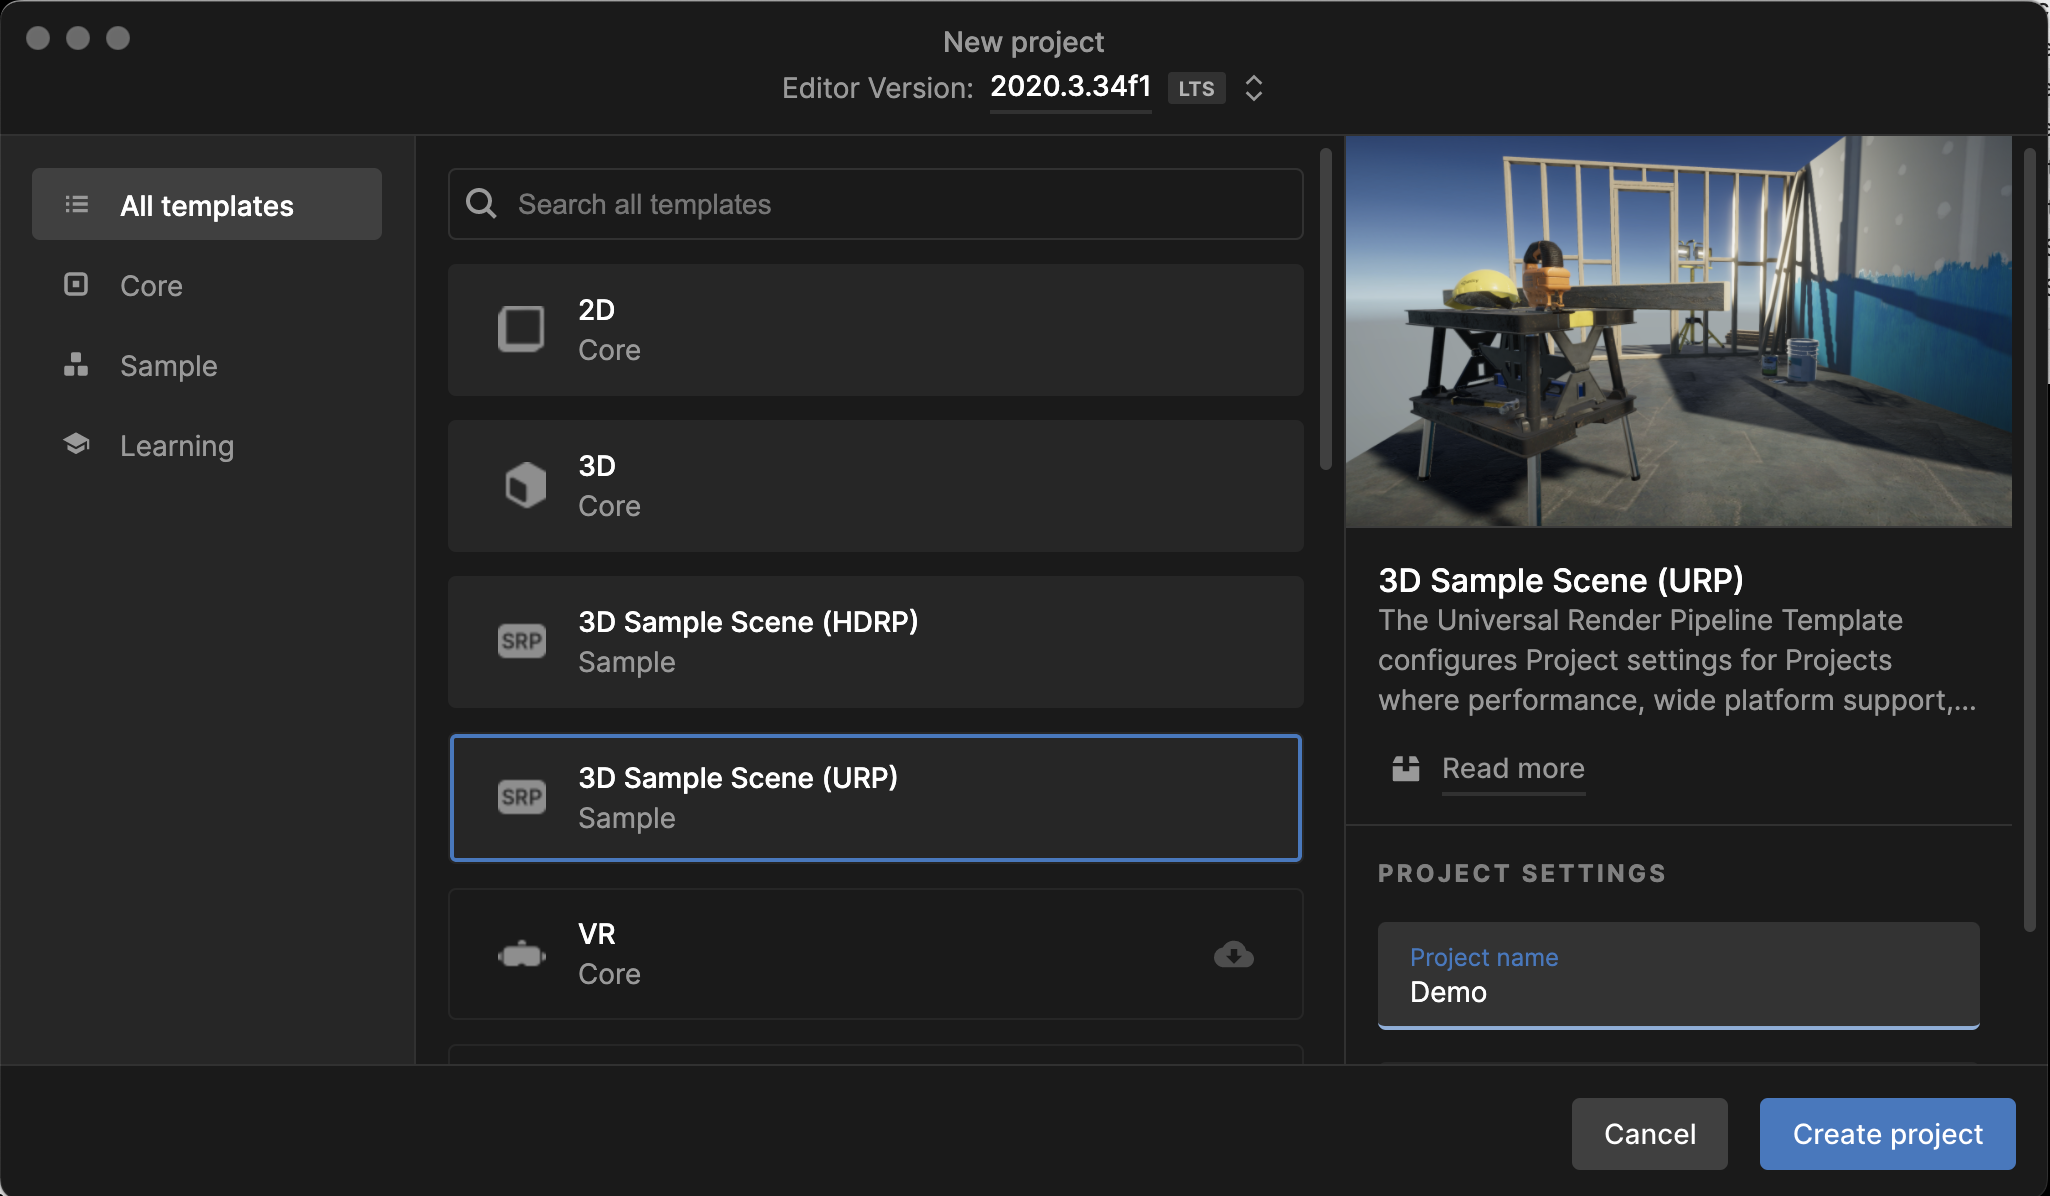 New project
Editor Version: 2020.3.34f1 LTS
All templates
Core
Sample
Learning
Search all templates
2D
Core
3D
Core
SRP
3D Sample Scene (HDRP)
Sample
SRP
3D Sample Scene (URP)
Sample
VR
Core
3D Sample Scene (URP)
The Universal Render Pipeline Template
configures Project settings for Projects
where performance, wide platform support,...
Read more
PROJECT SETTINGS
Project name
Demo
Cancel
Create project